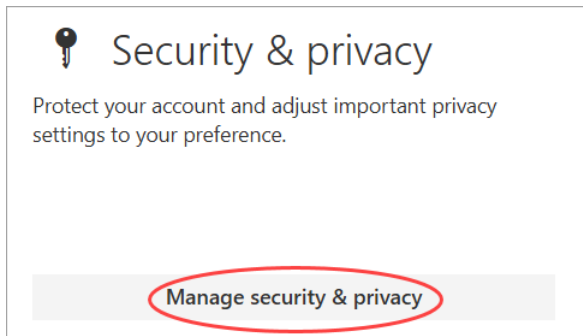 Security & privacy
Protect your account and adjust important privacy
settings to your preference.
Manage security & privacy